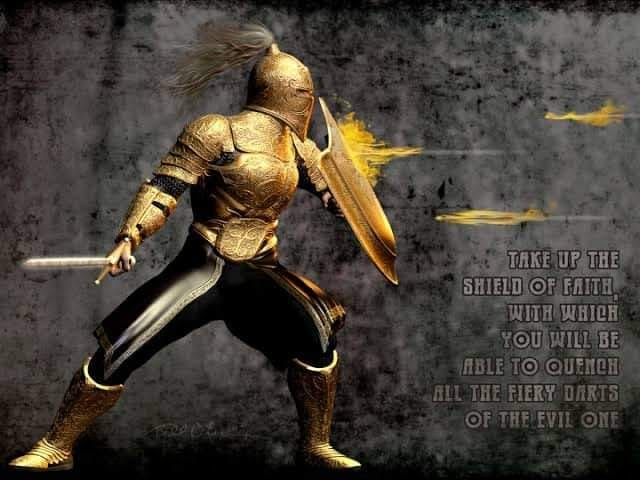 TAKE UP THE
SHIELD OF FAITH,
WITH WHICH
YOU WILL BE
ABLE TO QUENCH
ALL THE FIERY DARTS
OF THE EVIL ONE